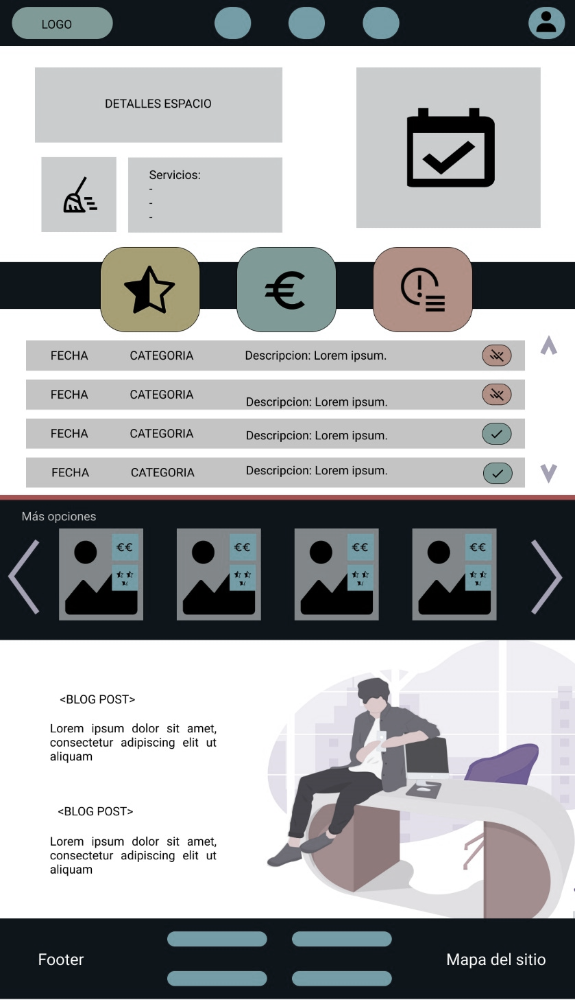 LOGO
DETALLES ESPACIO
Servicios:
-
-
-
€
FECHA CATEGORIA Descripcion: Lorem ipsum.
FECHA CATEGORIA Descripcion: Lorem ipsum.
FECHA CATEGORIA Descripcion: Lorem ipsum.
FECHA CATEGORIA Descripcion: Lorem ipsum.
Más opciones
€€ €€ €€ €€
<BLOG POST>
Lorem ipsum dolor sit amet,
consectetur adipiscing elit ut
aliquam
<BLOG POST>
Lorem ipsum dolor sit amet,
consectetur adipiscing elit ut
aliquam
Footer
Mapa del sitio